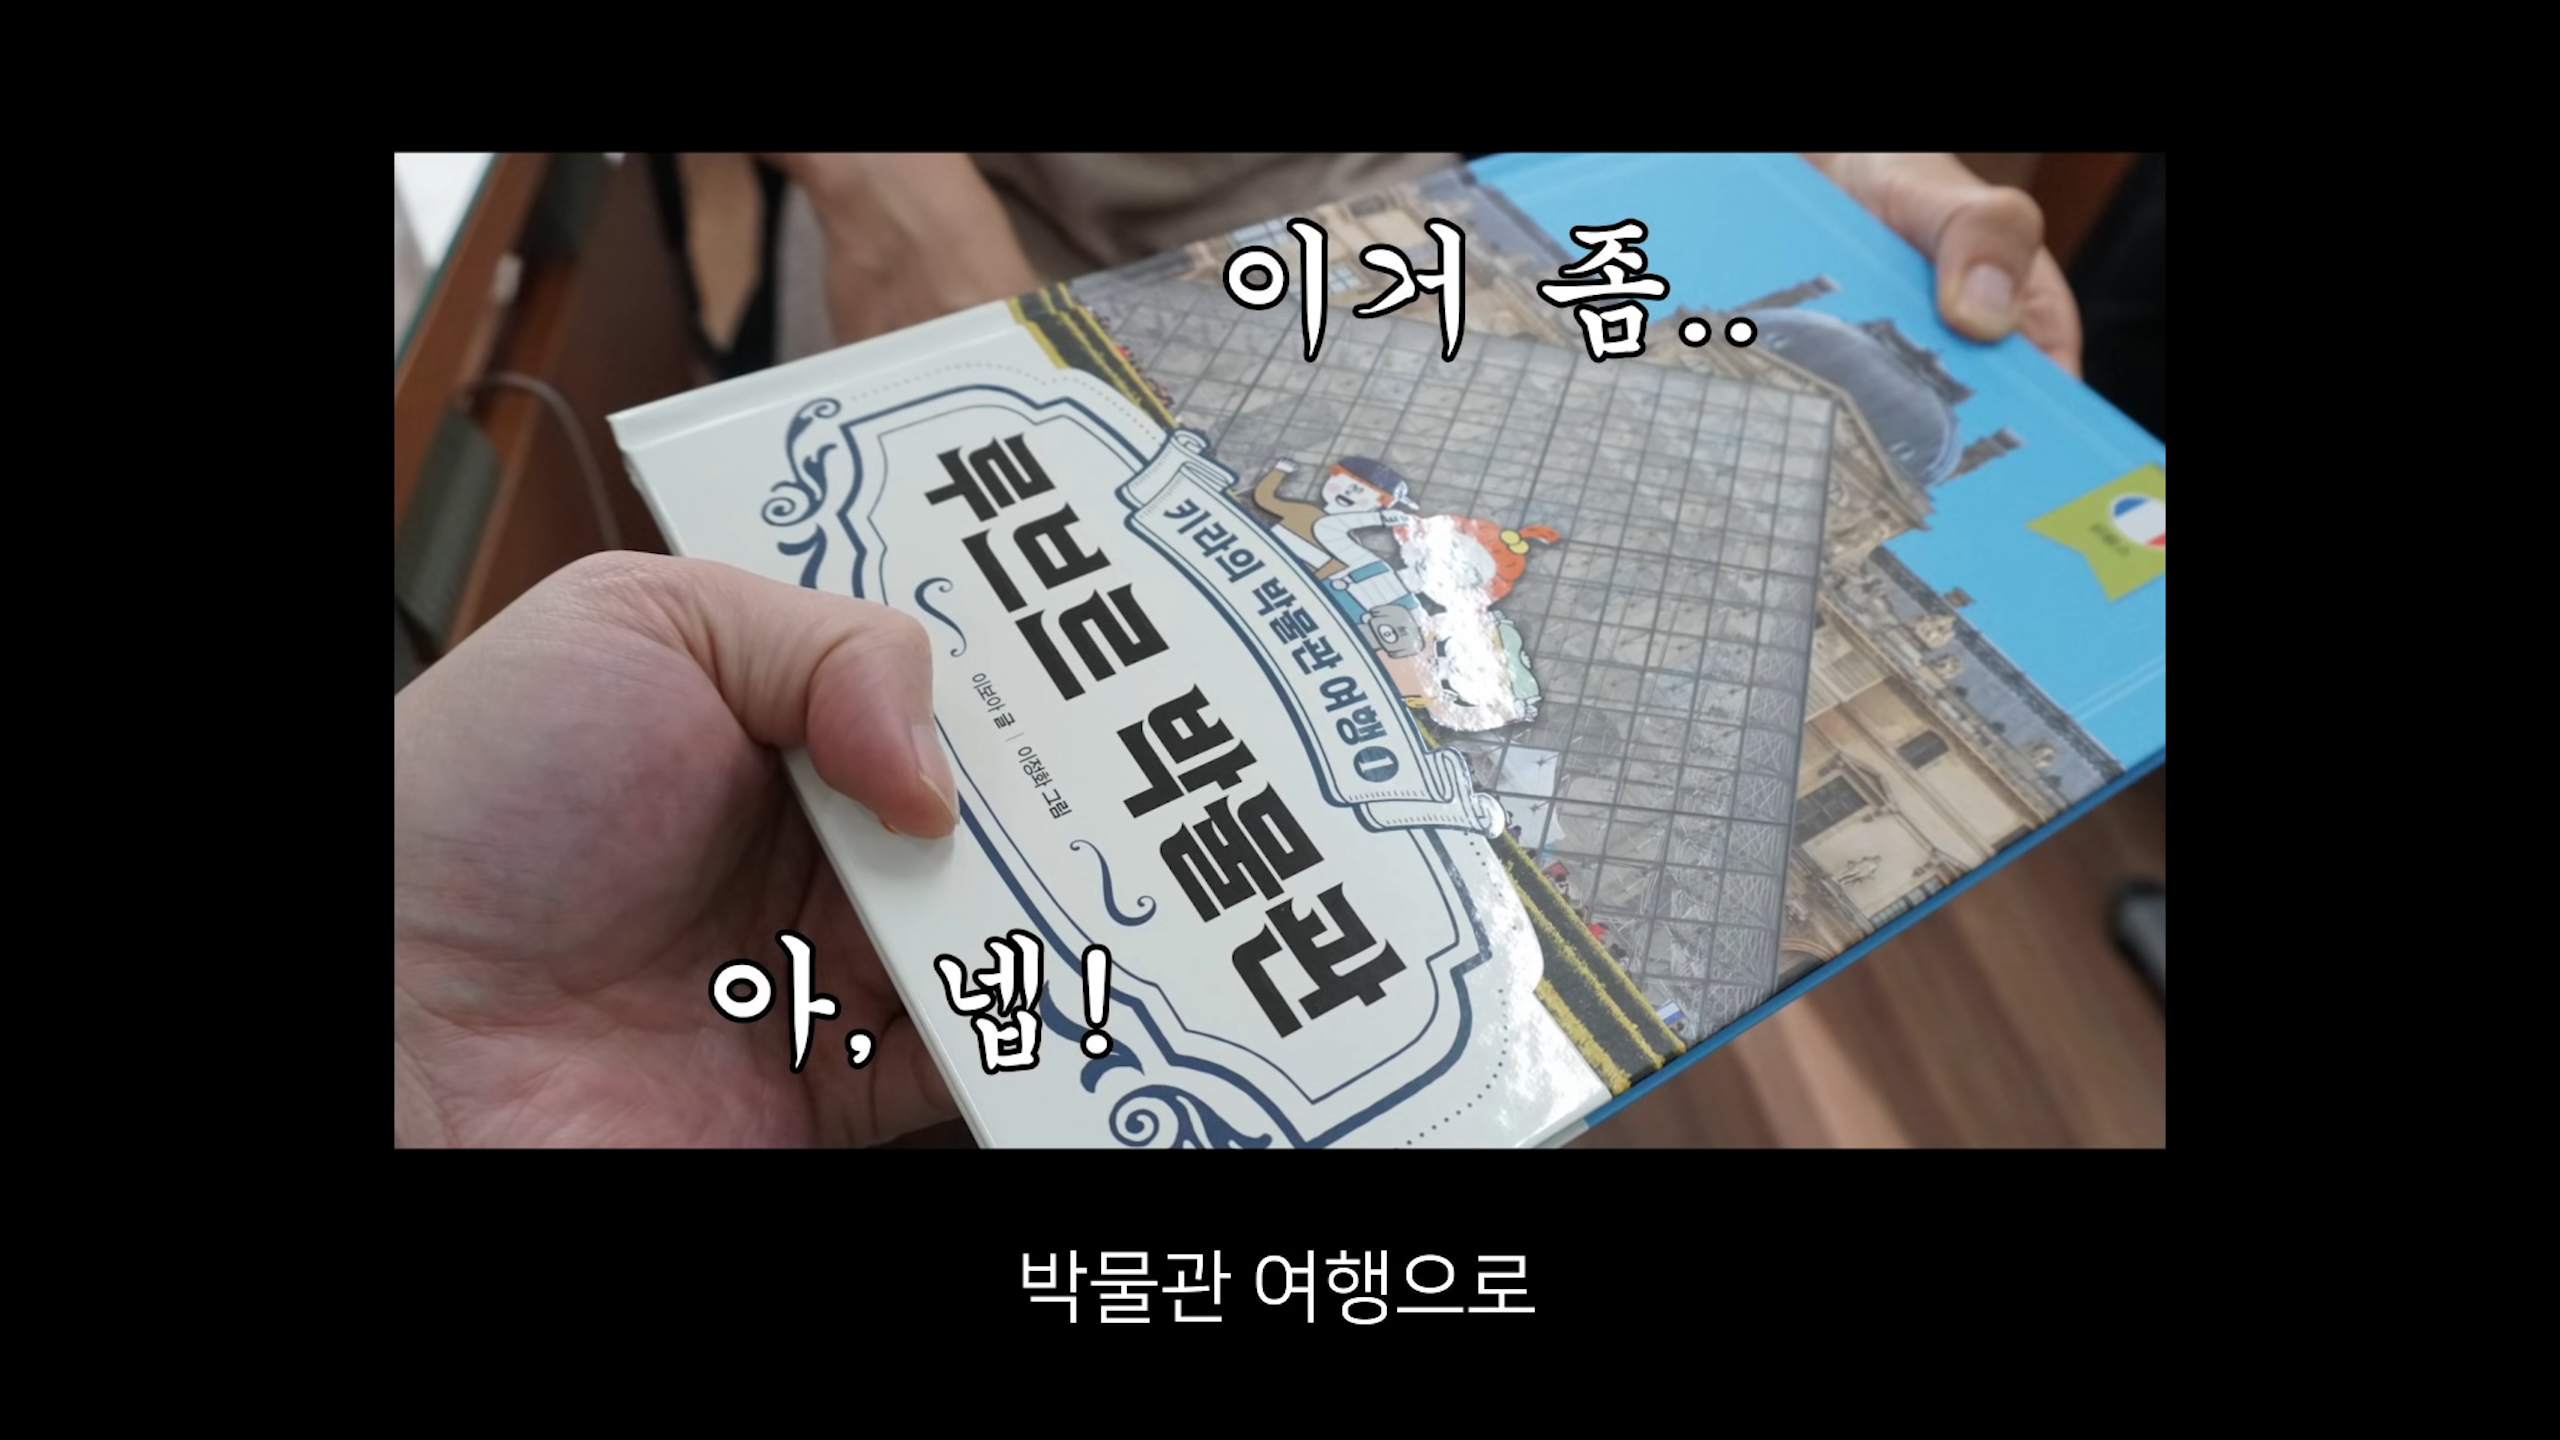 이거 좀..
키라의 박물관 여행 1
루브르 박물관
이보아 글 | 이정화 그림
아, 넵!
박물관 여행으로